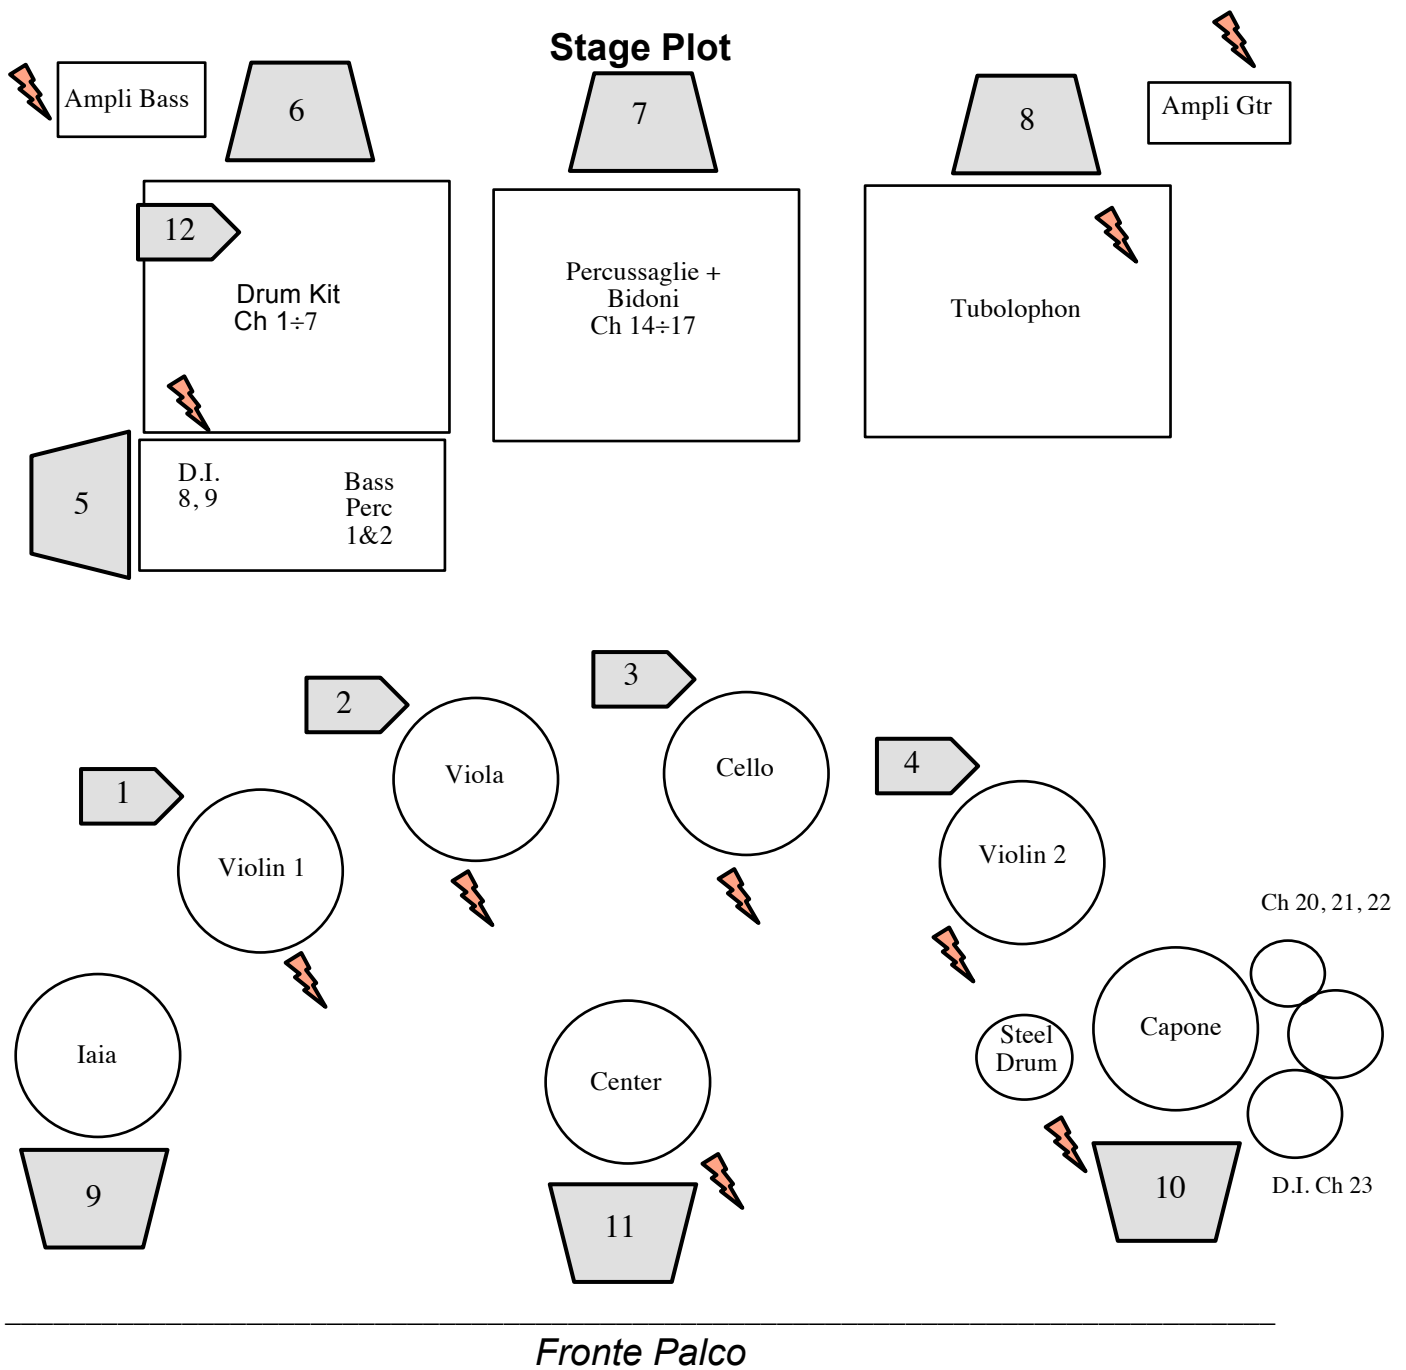 Stage Plot
Ampli Bass
6
7
8
Ampli Gtr
12
Drum Kit
Ch 1÷7
Percussaglie +
Bidoni
Ch 14÷17
Tubolophon
5
D.I.
8, 9
Bass
Perc
1&2
1
2
3
4
Violin 1
Viola
Cello
Violin 2
Ch 20, 21, 22
Iaia
Center
Steel
Drum
Capone
9
11
10
D.I. Ch 23
Fronte Palco